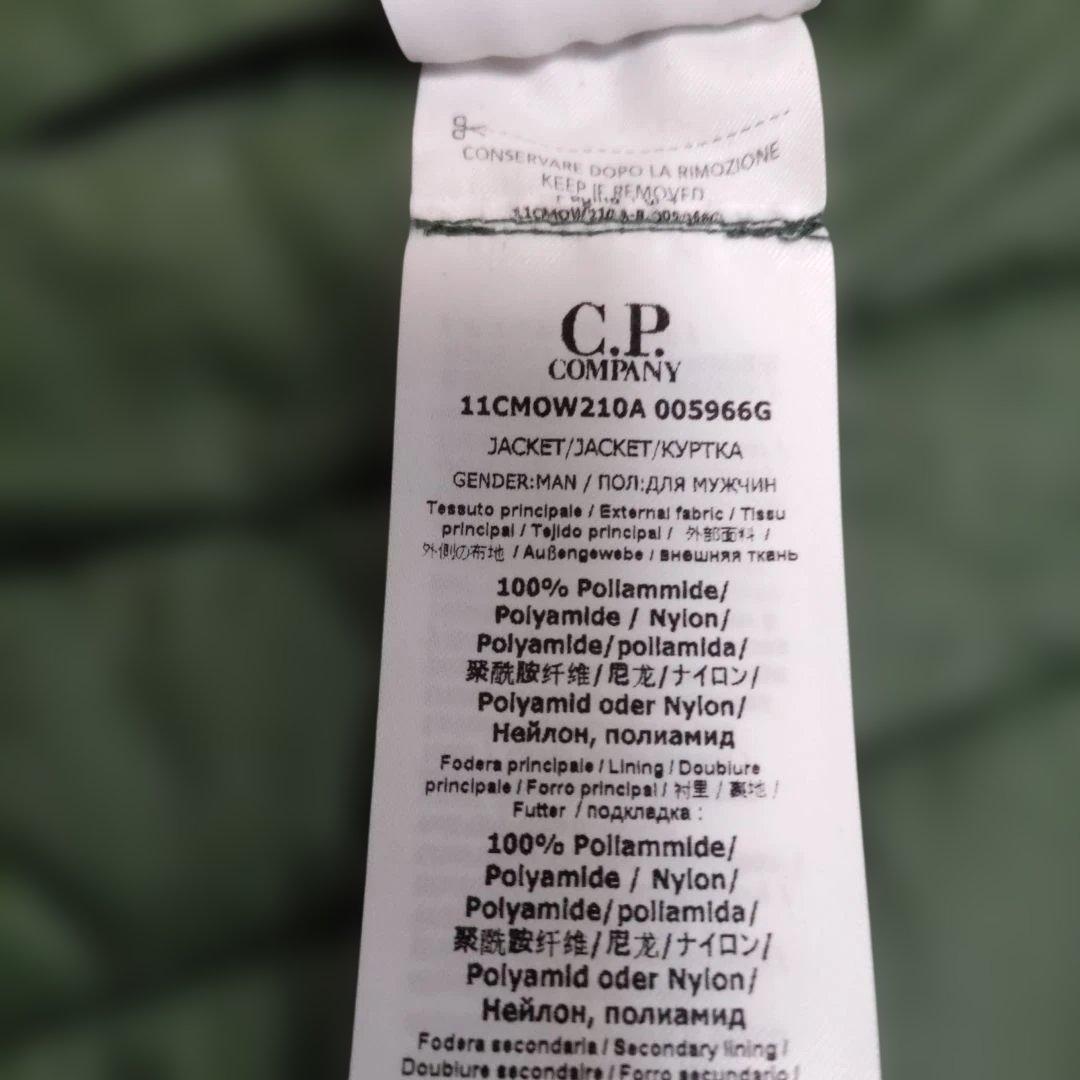 CONSERVARE DOPO LA RIMOZIONE
KEEP IF REMOVED
C.P.
COMPANY
11CMOW210A 005966G
JACKET/JACKET/КУРТКА
GENDER:MAN / ПОЛ:ДЛЯ МУЖЧИН
Tessuto principale / External fabric / Tissu
principal / Tejido principal / 外部面料 /
外側の布地 / Außengewebe / внешняя ткань
100% Poliammide/
Polyamide / Nylon/
Polyamide/poliamida/
聚酰胺纤维/尼龙/ナイロン/
Polyamid oder Nylon/
Нейлон, полиамид
Fodera principale / Lining / Doublure
principale / Forro principal / 衬里 / 裏地 /
Futter / подкладка :
100% Poliammide/
Polyamide / Nylon/
Polyamide/poliamida/
聚酰胺纤维/尼龙/ナイロン/
Polyamid oder Nylon/
Нейлон, полиамид
Fodera secondaria / Secondary lining /
Doublure secondaire / Forro secundario /